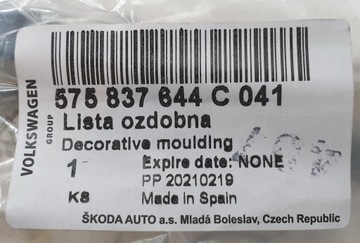 VOLKSWAGEN
GROUP
575 837 644 C 041
Lista ozdobna
Decorative moulding
1 Expire date: NONE
PP 20210219
K8 Made in Spain
ŠKODA AUTO a.s. Mladá Boleslav, Czech Republic